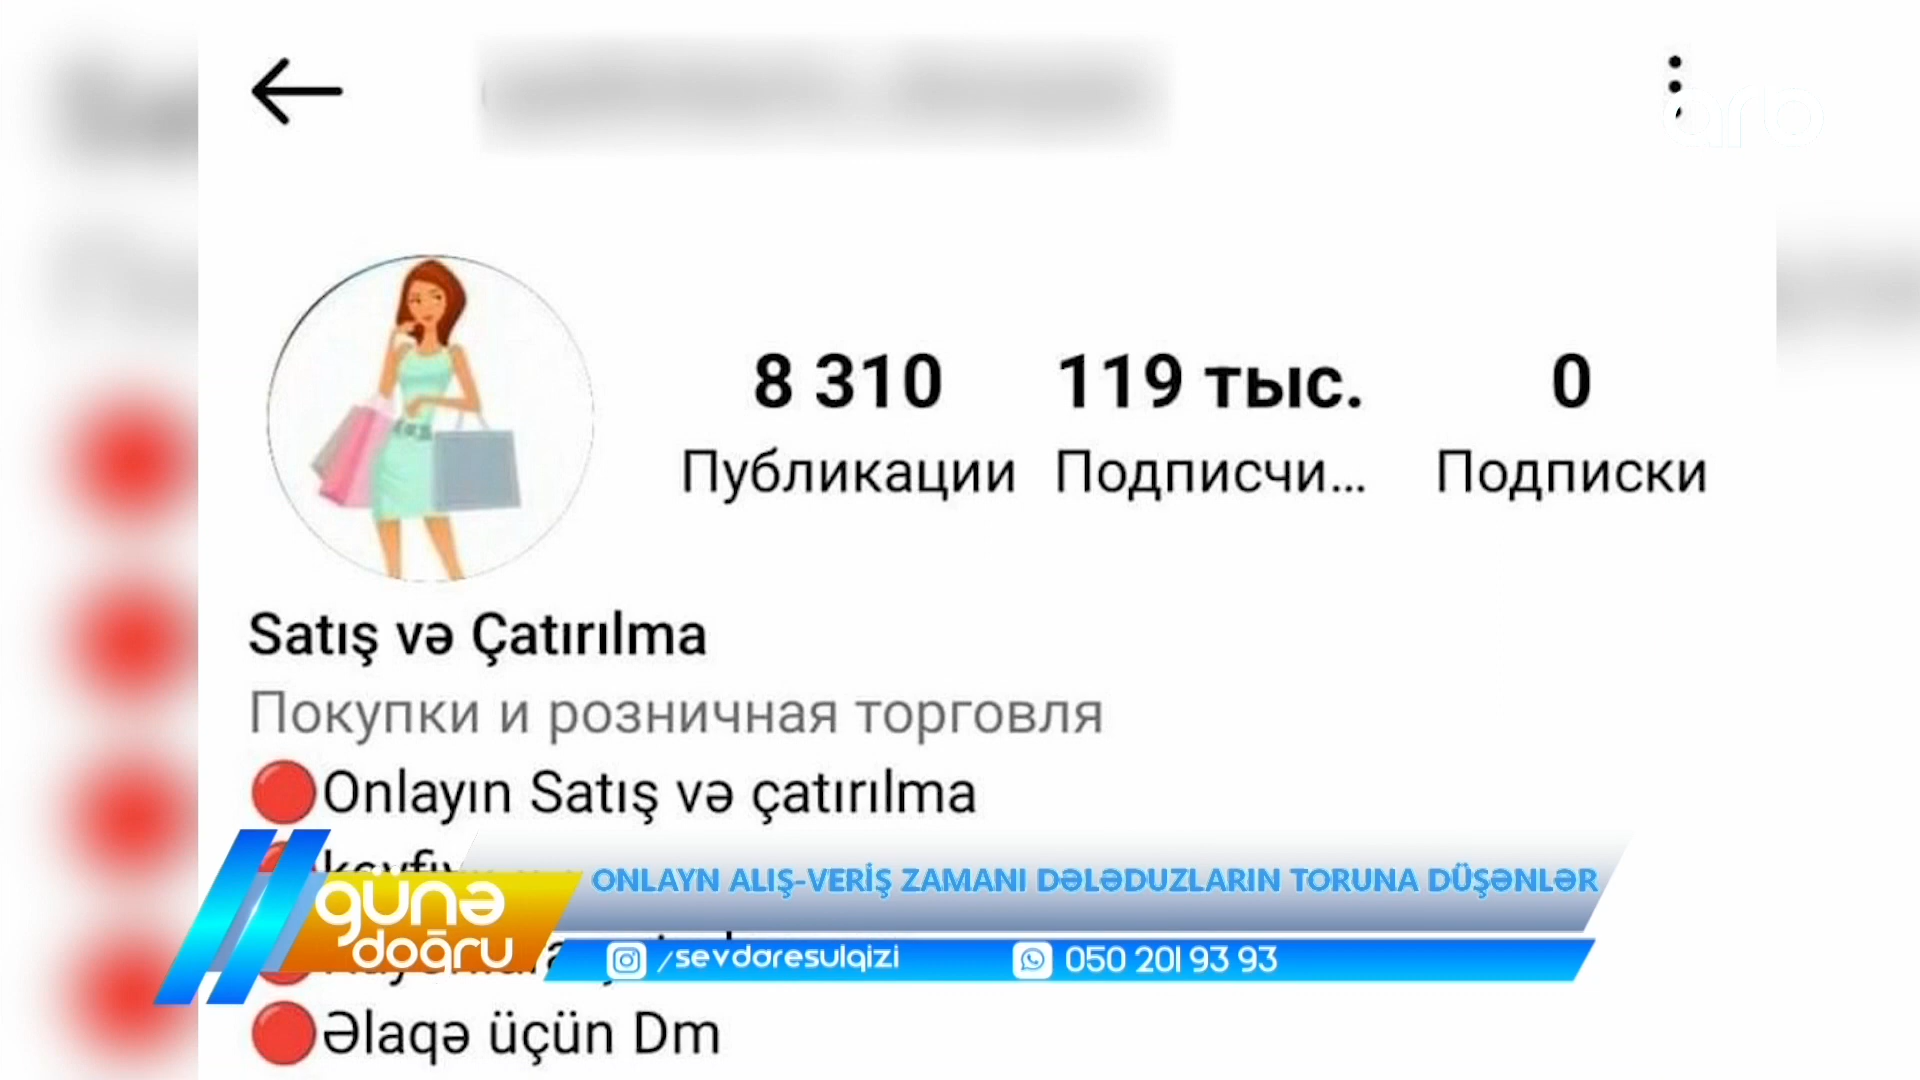 arb
8 310 119 тыс. 0
Публикации Подписчи... Подписки
Satış və Çatırılma
Покупки и розничная торговля
Onlayın Satış və çatırılma
günə
doğru
ONLAYN ALIŞ-VERİŞ ZAMANI DƏLƏDUZLARIN TORUNA DÜŞƏNLƏR
/sevdaresulqizi 050 201 93 93
Əlaqə üçün Dm